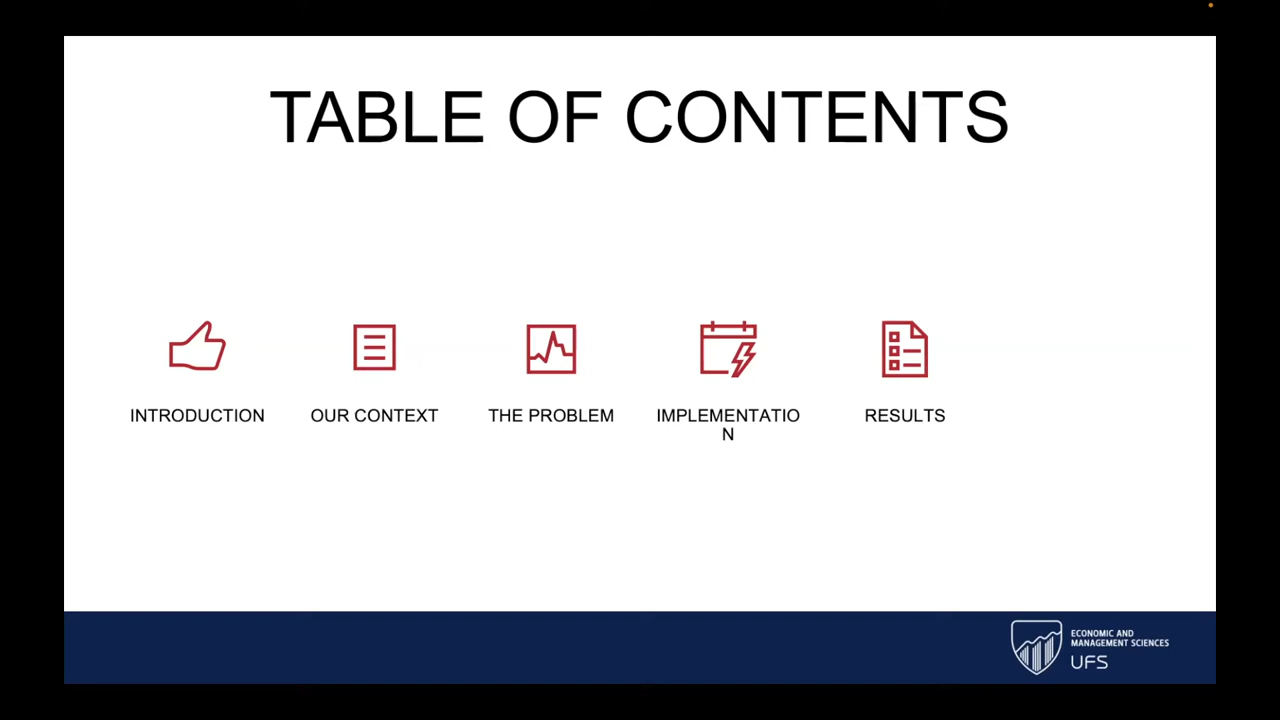 TABLE OF CONTENTS
INTRODUCTION
OUR CONTEXT
THE PROBLEM
IMPLEMENTATIO
N
RESULTS
ECONOMIC AND
MANAGEMENT SCIENCES
UFS